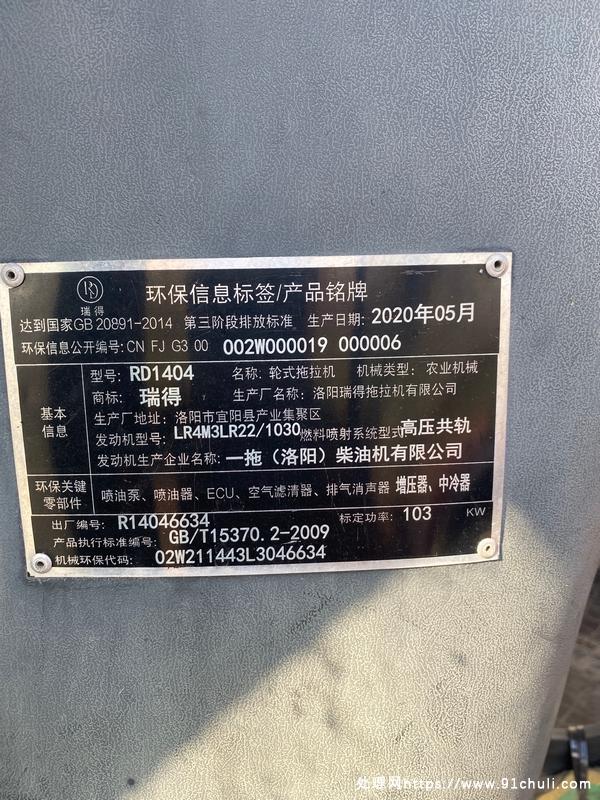 瑞得
环保信息标签/产品铭牌
达到国家GB 20891-2014 第三阶段排放标准 生产日期: 2020年05月
环保信息公开编号: CN FJ G3 00 002W000019 000006
基本信息
型号: RD1404 名称: 轮式拖拉机 机械类型: 农业机械
商标: 瑞得 生产厂名称: 洛阳瑞得拖拉机有限公司
生产厂地址: 洛阳市宜阳县产业集聚区
发动机型号: LR4M3LR22/1030 燃料喷射系统型式: 高压共轨
发动机生产企业名称: 一拖（洛阳）柴油机有限公司
环保关键零部件
喷油泵、喷油器、ECU、空气滤清器、排气消声器、增压器、中冷器
出厂编号: R14046634 标定功率: 103 KW
产品执行标准编号: GB/T15370.2-2009
机械环保代码: 02W211443L3046634
处理网https://www.91chuli.com